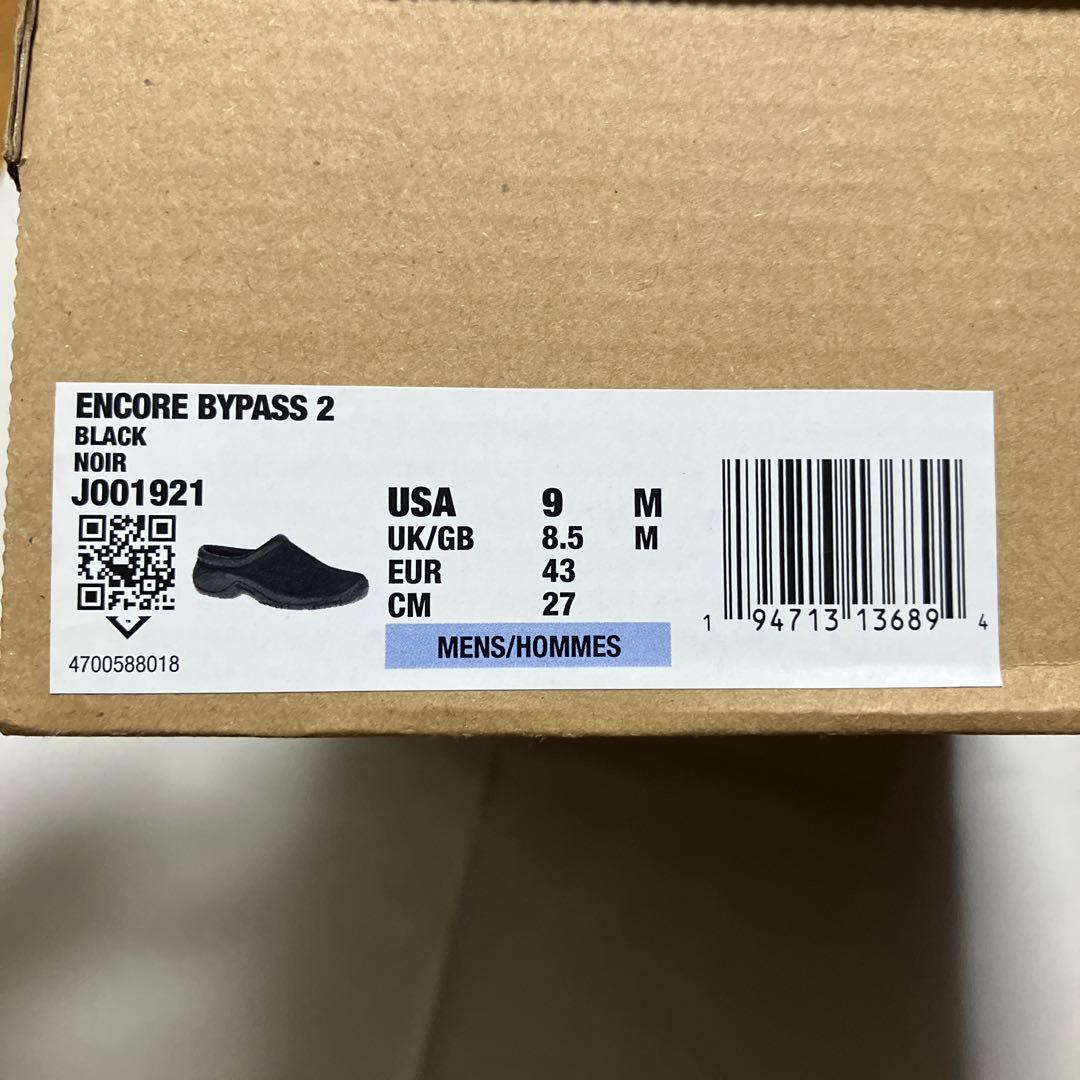 ENCORE BYPASS 2
BLACK
NOIR
J001921
4700588018
USA 9 M
UK/GB 8.5 M
EUR 43
CM 27
MENS/HOMMES
1 94713 13689 4